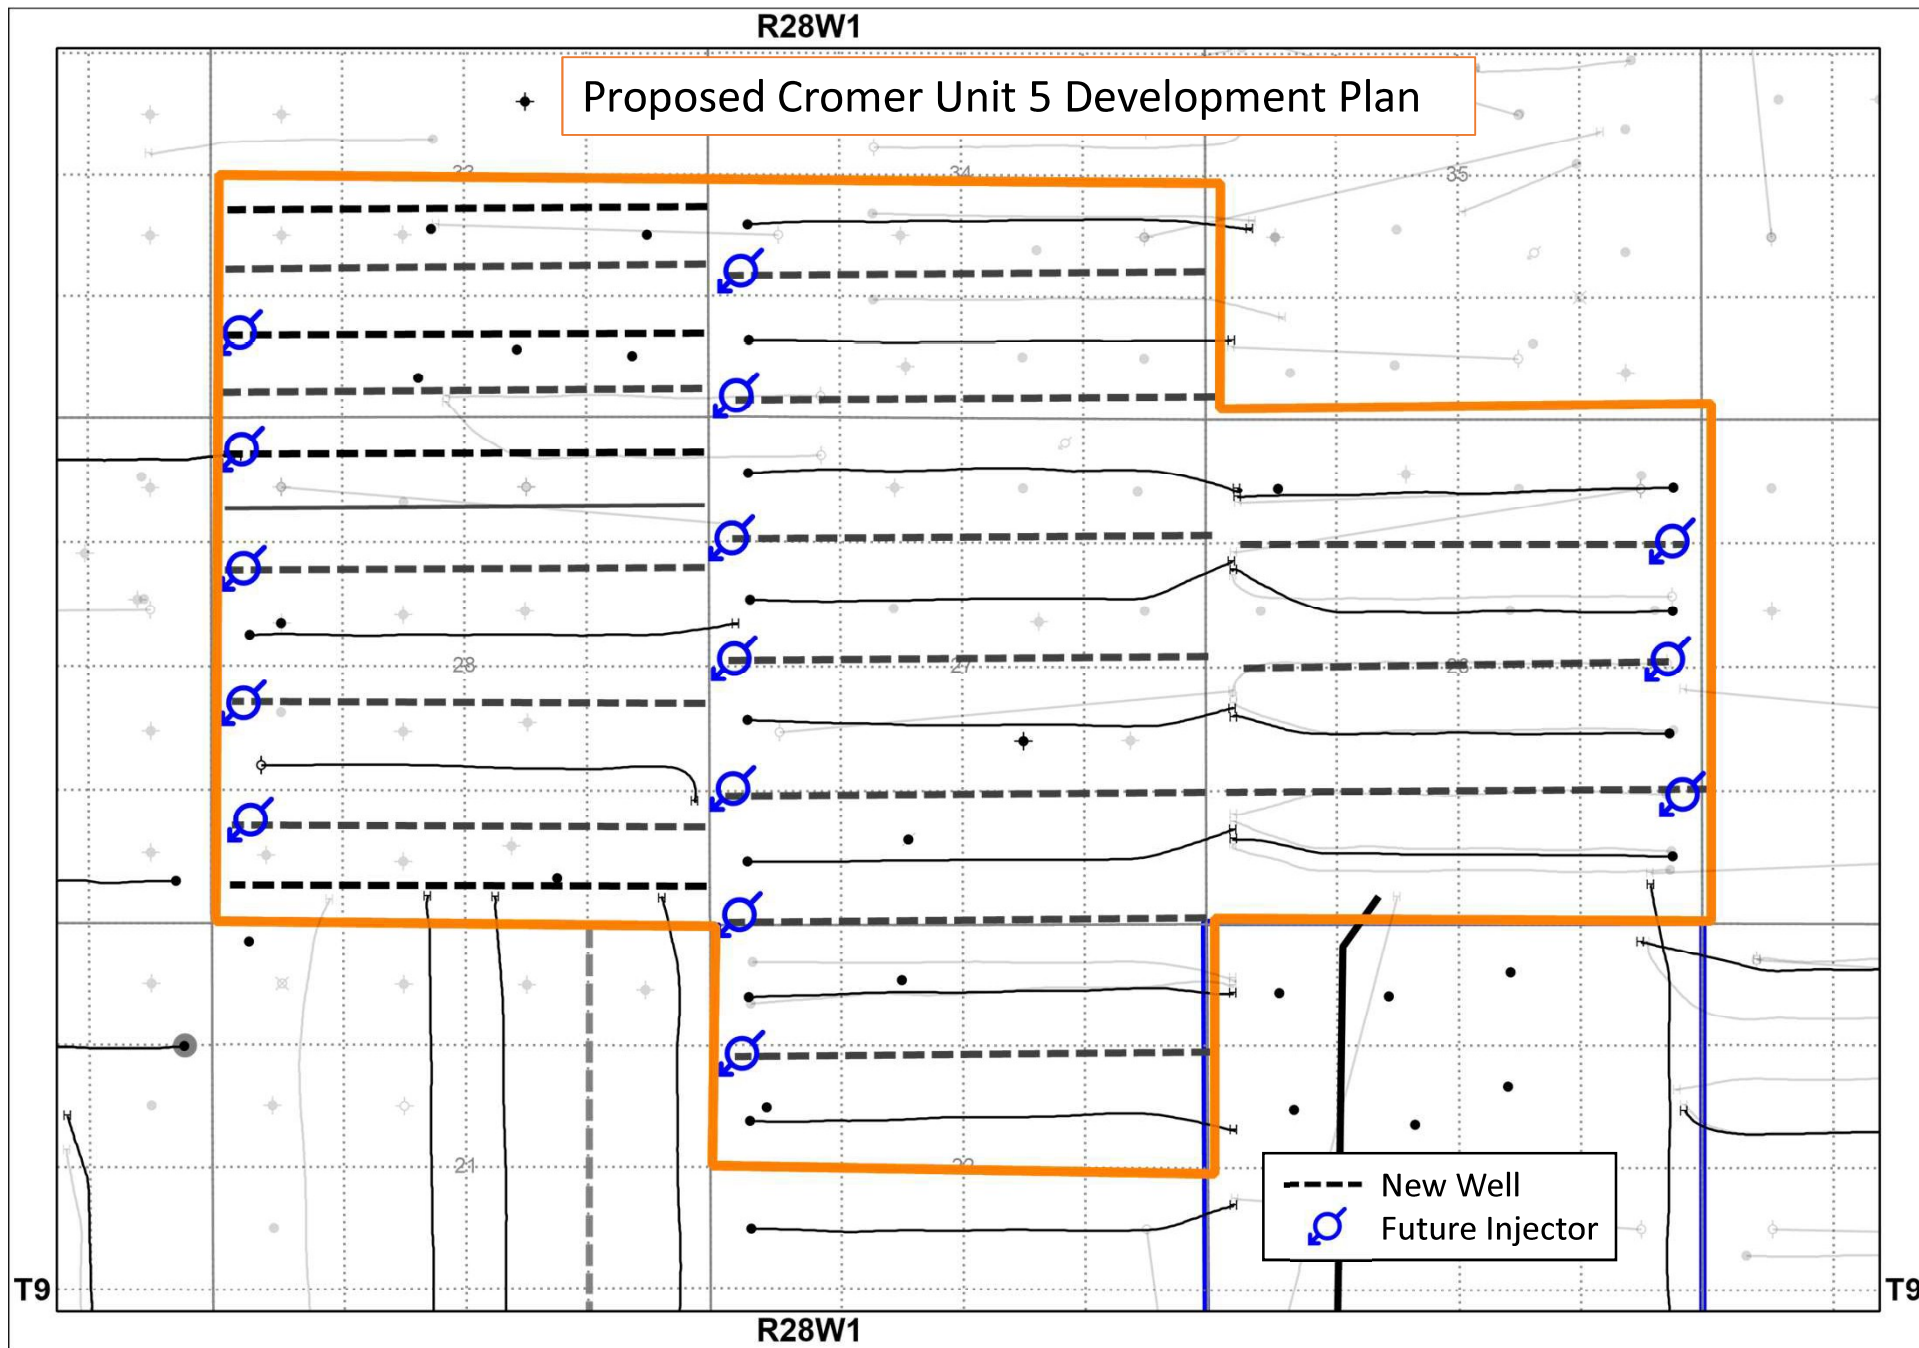 R28W1
Proposed Cromer Unit 5 Development Plan
33
34
35
28
27
26
21
22
New Well
Future Injector
T9
T9
R28W1